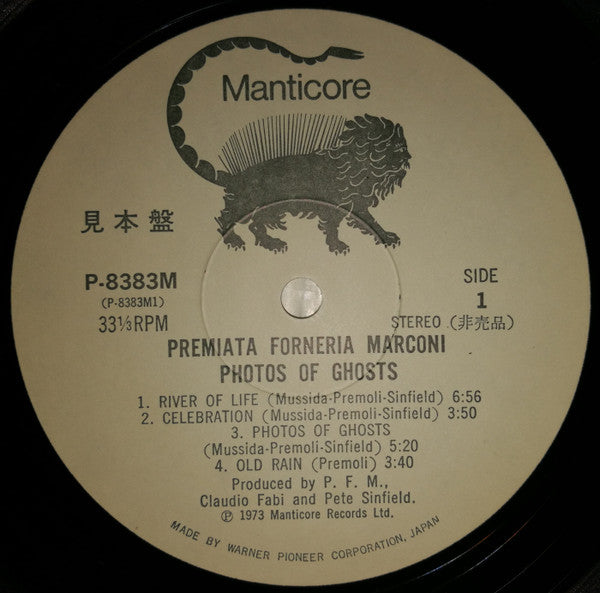 Manticore
見本盤
P-8383M
(P-8383M1)
33⅓RPM
SIDE
1
STEREO (非売品)
PREMIATA FORNERIA MARCONI
PHOTOS OF GHOSTS
1. RIVER OF LIFE (Mussida-Premoli-Sinfield) 6:56
2. CELEBRATION (Mussida-Premoli-Sinfield) 3:50
3. PHOTOS OF GHOSTS
(Mussida-Premoli-Sinfield) 5:20
4. OLD RAIN (Premoli) 3:40
Produced by P. F. M.,
Claudio Fabi and Pete Sinfield.
℗ 1973 Manticore Records Ltd.
MADE BY WARNER PIONEER CORPORATION, JAPAN